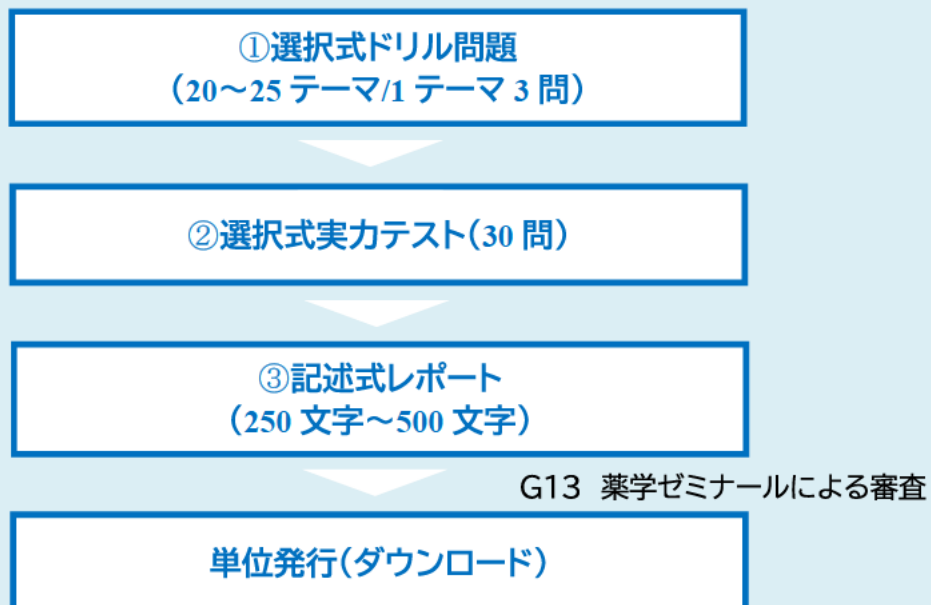 ①選択式ドリル問題
（20～25 テーマ/1 テーマ 3 問）
②選択式実力テスト（30 問）
③記述式レポート
（250 文字～500 文字）
G13 薬学ゼミナールによる審査
単位発行（ダウンロード）